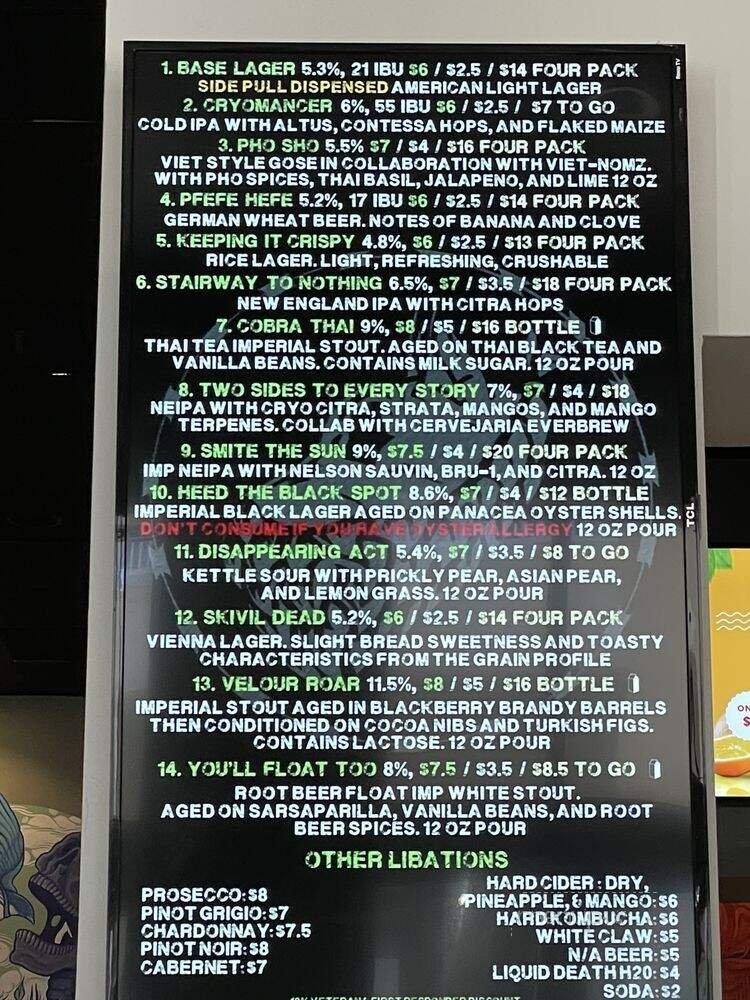 1. BASE LAGER 5.3%, 21 IBU $6 / $2.5 / $14 FOUR PACK
SIDE PULL DISPENSED AMERICAN LIGHT LAGER
2. CRYOMANCER 6%, 55 IBU $6 / $2.5 / $7 TO GO
COLD IPA WITH ALTUS, CONTESSA HOPS, AND FLAKED MAIZE
3. PHO SHO 5.5% $7 / $4 / $16 FOUR PACK
VIET STYLE GOSE IN COLLABORATION WITH VIET-NOMZ.
WITH PHO SPICES, THAI BASIL, JALAPENO, AND LIME 12 OZ
4. PFEFE HEFE 5.2%, 17 IBU $6 / $2.5 / $14 FOUR PACK
GERMAN WHEAT BEER. NOTES OF BANANA AND CLOVE
5. KEEPING IT CRISPY 4.8%, $6 / $2.5 / $13 FOUR PACK
RICE LAGER. LIGHT, REFRESHING, CRUSHABLE
6. STAIRWAY TO NOTHING 6.5%, $7 / $3.5 / $18 FOUR PACK
NEW ENGLAND IPA WITH CITRA HOPS
7. COBRA THAI 9%, $8 / $5 / $16 BOTTLE
THAI TEA IMPERIAL STOUT. AGED ON THAI BLACK TEA AND
VANILLA BEANS. CONTAINS MILK SUGAR. 12 OZ POUR
8. TWO SIDES TO EVERY STORY 7%, $7 / $4 / $18
NEIPA WITH CRYO CITRA, STRATA, MANGOS, AND MANGO
TERPENES. COLLAB WITH CERVEJARIA EVERBREW
9. SMITE THE SUN 9%, $7.5 / $4 / $20 FOUR PACK
IMP NEIPA WITH NELSON SAUVIN, BRU-1, AND CITRA. 12 OZ
10. HEED THE BLACK SPOT 8.6%, $7 / $4 / $12 BOTTLE
IMPERIAL BLACK LAGER AGED ON PANACEA OYSTER SHELLS.
DON'T CONSUME IF YOU HAVE OYSTER ALLERGY 12 OZ POUR
11. DISAPPEARING ACT 5.4%, $7 / $3.5 / $8 TO GO
KETTLE SOUR WITH PRICKLY PEAR, ASIAN PEAR,
AND LEMON GRASS. 12 OZ POUR
12. SKIVIL DEAD 5.2%, $6 / $2.5 / $14 FOUR PACK
VIENNA LAGER. SLIGHT BREAD SWEETNESS AND TOASTY
CHARACTERISTICS FROM THE GRAIN PROFILE
13. VELOUR ROAR 11.5%, $8 / $5 / $16 BOTTLE
IMPERIAL STOUT AGED IN BLACKBERRY BRANDY BARRELS
THEN CONDITIONED ON COCOA NIBS AND TURKISH FIGS.
CONTAINS LACTOSE. 12 OZ POUR
14. YOU'LL FLOAT TOO 8%, $7.5 / $3.5 / $8.5 TO GO
ROOT BEER FLOAT IMP WHITE STOUT.
AGED ON SARSAPARILLA, VANILLA BEANS, AND ROOT
BEER SPICES. 12 OZ POUR
OTHER LIBATIONS
PROSECCO: $8
PINOT GRIGIO: $7
CHARDONNAY: $7.5
PINOT NOIR: $8
CABERNET: $7
HARD CIDER : DRY,
PINEAPPLE, & MANGO: $6
HARD KOMBUCHA: $6
WHITE CLAW: $5
N/A BEER: $5
LIQUID DEATH H20: $4
SODA: $2
TCL
Roku TV
ON
$